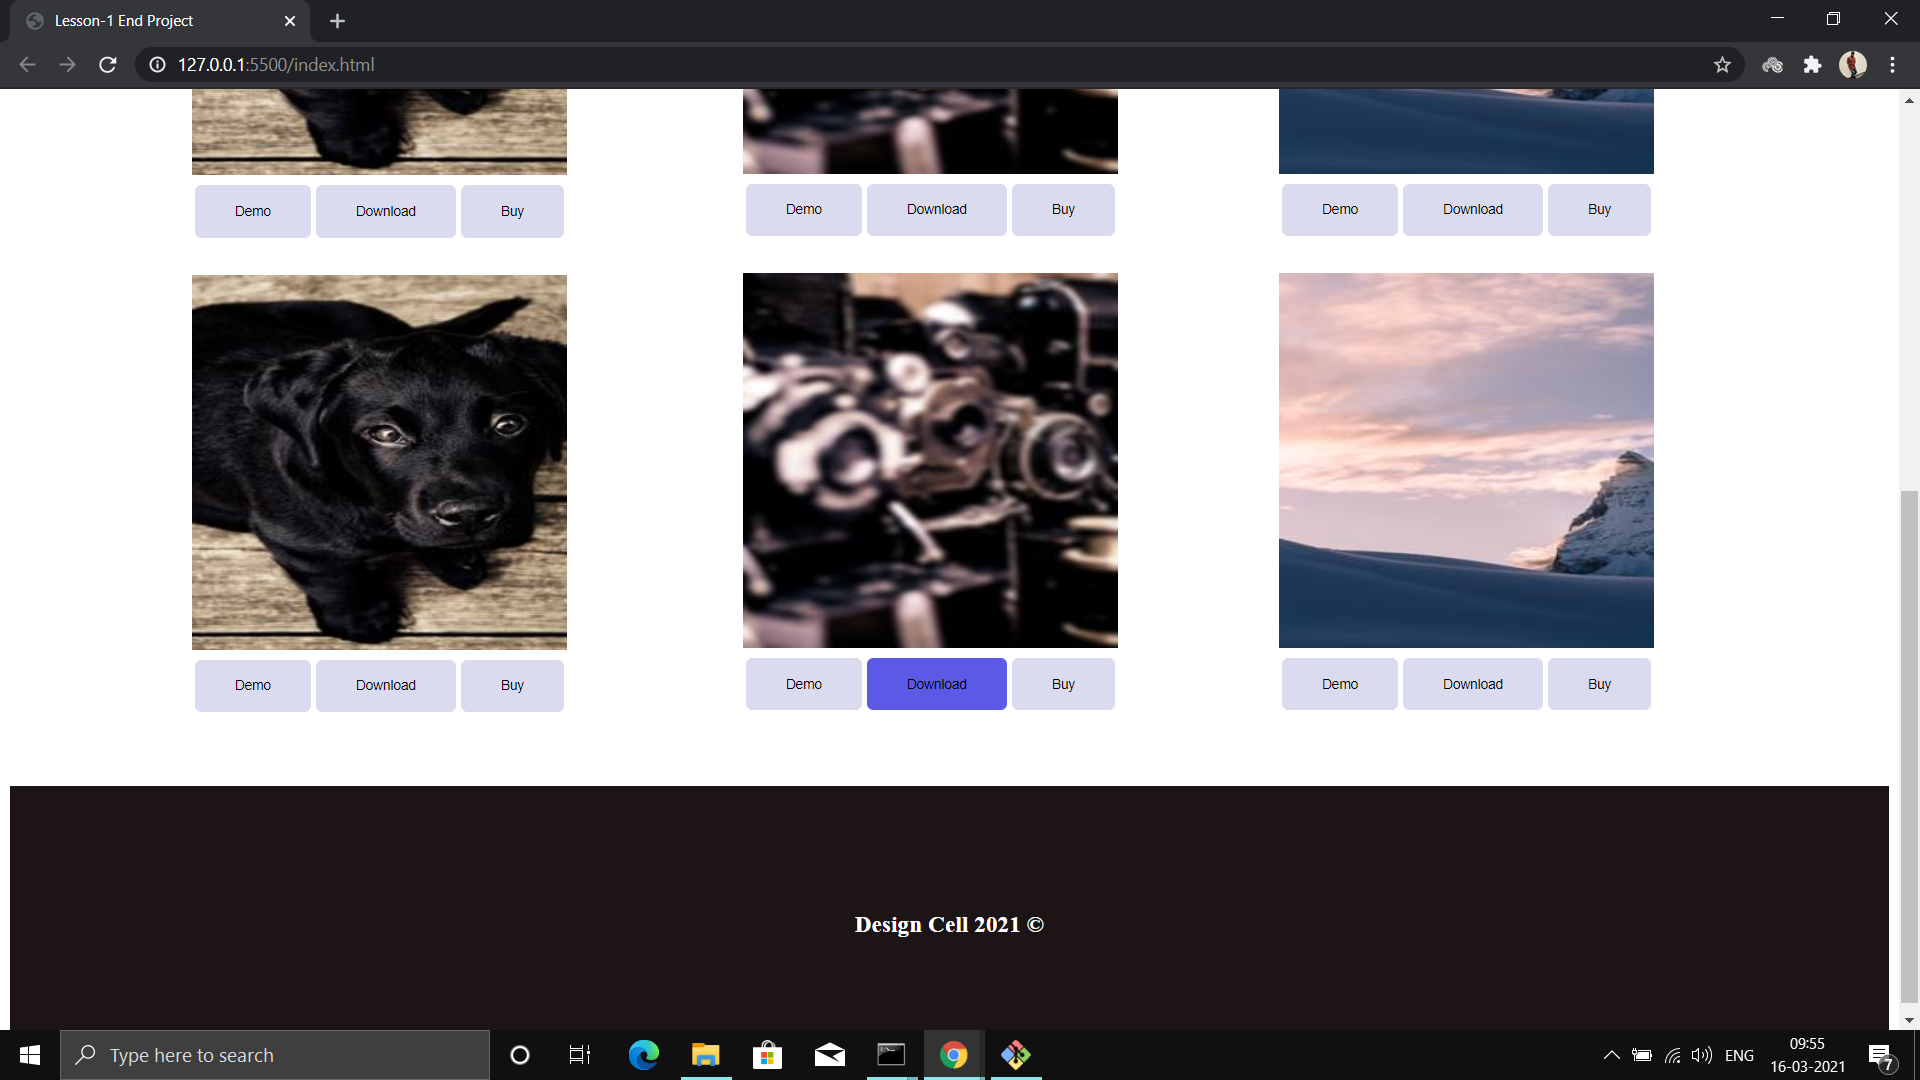 Lesson-1 End Project
127.0.0.1:5500/index.html
Demo Download Buy
Demo Download Buy
Demo Download Buy
Demo Download Buy
Demo Download Buy
Demo Download Buy
Design Cell 2021 ©
Type here to search
ENG
09:55
16-03-2021
7